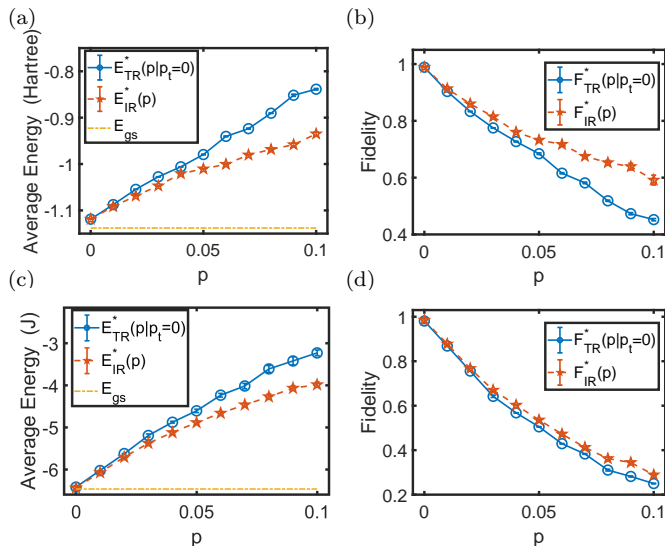 (a)
Average Energy (Hartree)
-0.8
-0.9
-1
-1.1
0
0.05
0.1
p
E*TR(p|pt=0)
E*IR(p)
Egs
(b)
Fidelity
1
0.8
0.6
0.4
0
0.05
0.1
p
F*TR(p|pt=0)
F*IR(p)
(c)
Average Energy (J)
-3
-4
-5
-6
0
0.05
0.1
p
E*TR(p|pt=0)
E*IR(p)
Egs
(d)
Fidelity
1
0.8
0.6
0.4
0.2
0
0.05
0.1
p
F*TR(p|pt=0)
F*IR(p)